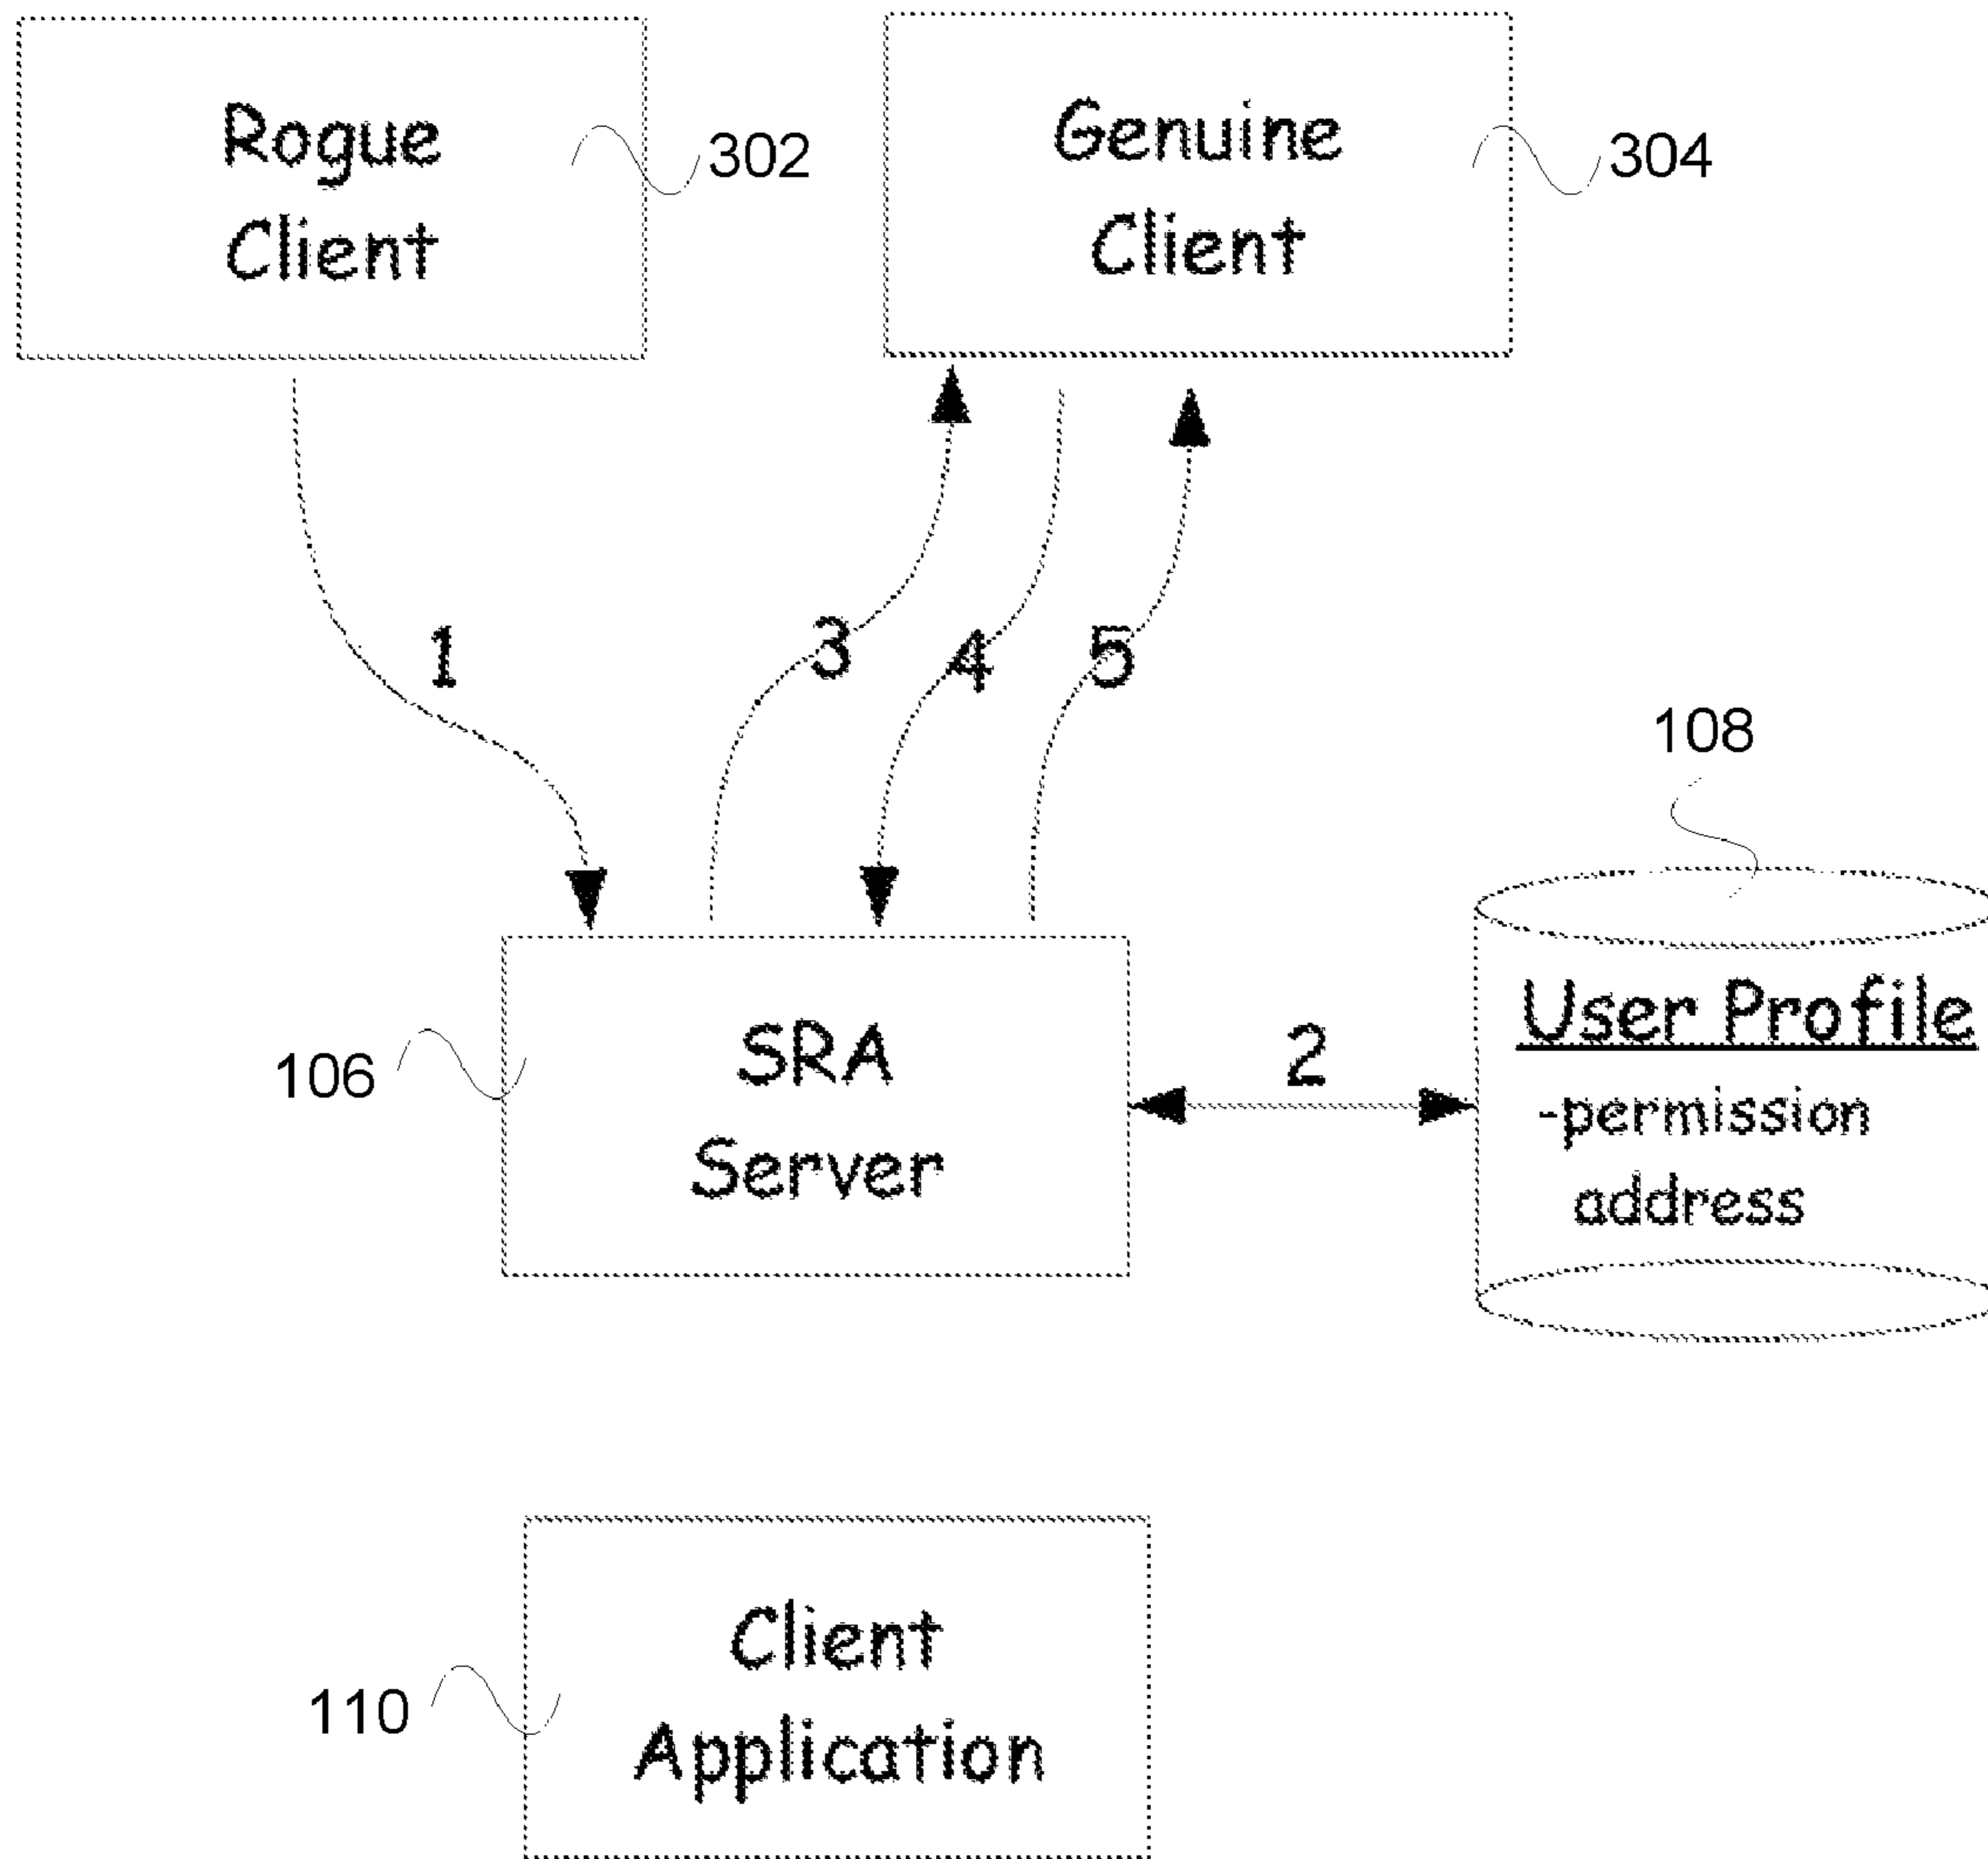 Rogue
Client
302
Genuine
Client
304
1
3
4
5
108
106
SRA
Server
2
User Profile
-permission
address
110
Client
Application